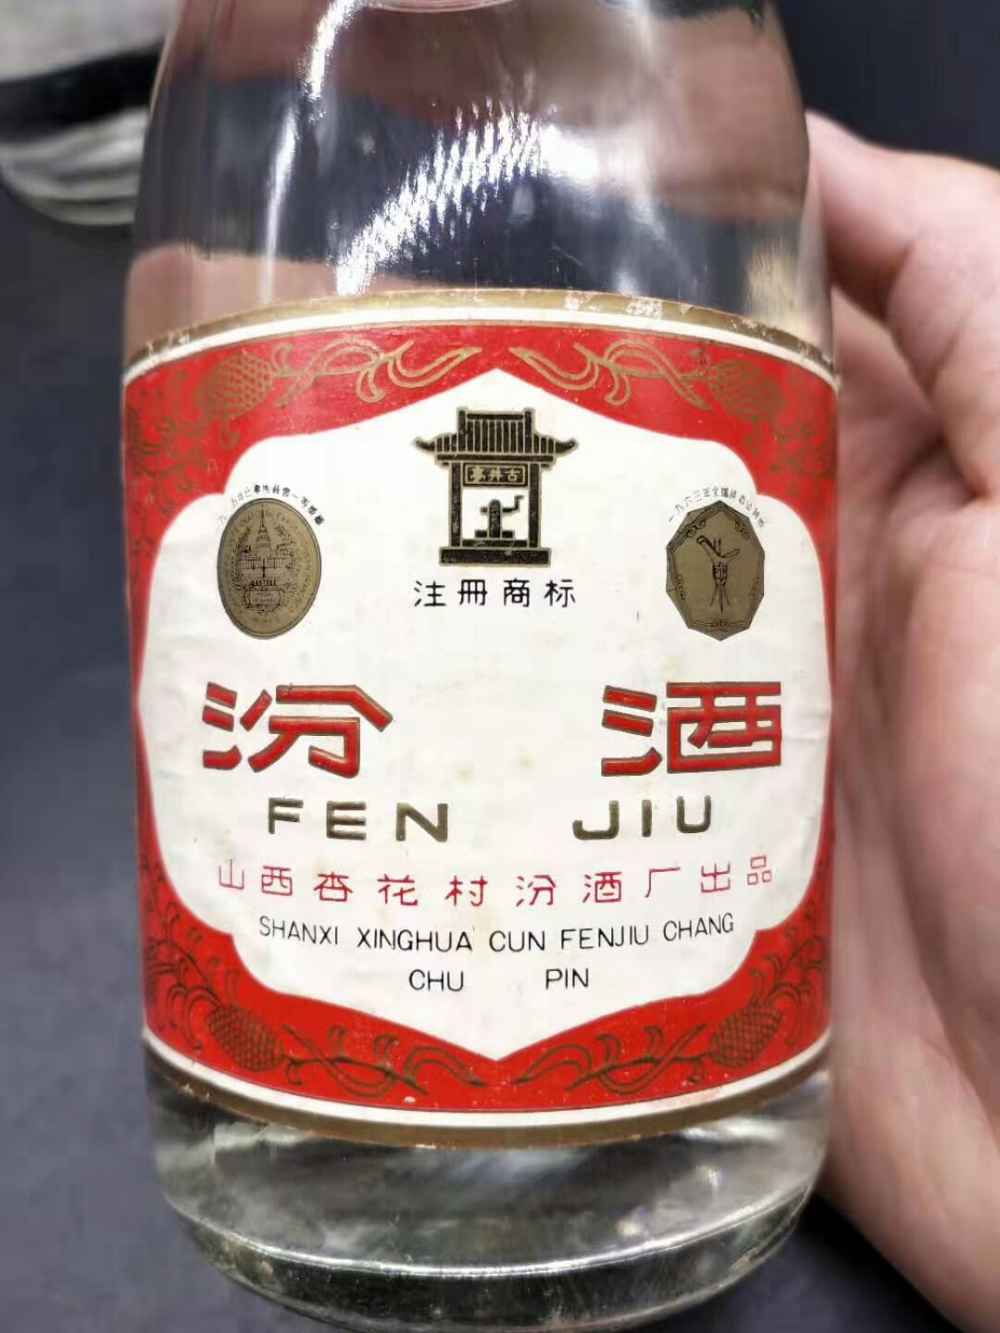 古井亭
注冊商标
汾酒
FEN JIU
山西杏花村汾酒厂出品
SHANXI XINGHUA CUN FENJIU CHANG
CHU PIN